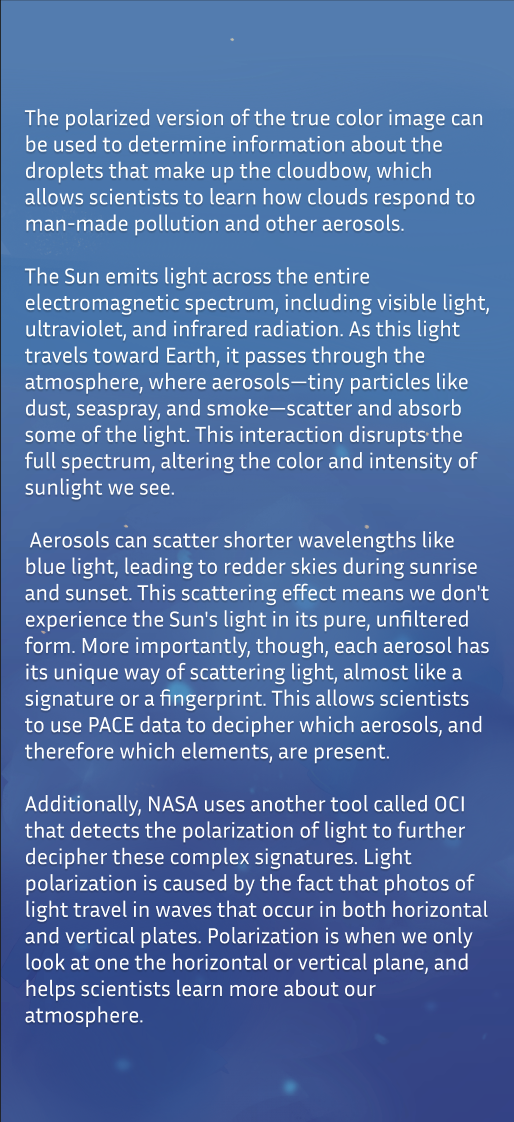 The polarized version of the true color image can
be used to determine information about the
droplets that make up the cloudbow, which
allows scientists to learn how clouds respond to
man-made pollution and other aerosols.
The Sun emits light across the entire
electromagnetic spectrum, including visible light,
ultraviolet, and infrared radiation. As this light
travels toward Earth, it passes through the
atmosphere, where aerosols—tiny particles like
dust, seaspray, and smoke—scatter and absorb
some of the light. This interaction disrupts the
full spectrum, altering the color and intensity of
sunlight we see.
Aerosols can scatter shorter wavelengths like
blue light, leading to redder skies during sunrise
and sunset. This scattering effect means we don't
experience the Sun's light in its pure, unfiltered
form. More importantly, though, each aerosol has
its unique way of scattering light, almost like a
signature or a fingerprint. This allows scientists
to use PACE data to decipher which aerosols, and
therefore which elements, are present.
Additionally, NASA uses another tool called OCI
that detects the polarization of light to further
decipher these complex signatures. Light
polarization is caused by the fact that photos of
light travel in waves that occur in both horizontal
and vertical plates. Polarization is when we only
look at one the horizontal or vertical plane, and
helps scientists learn more about our
atmosphere.